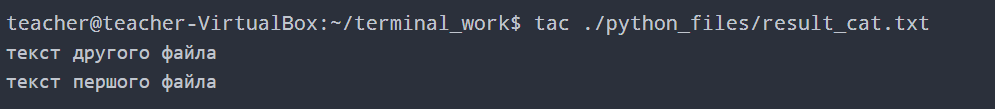 teacher@teacher-VirtualBox:~/terminal_work$ tac ./python_files/result_cat.txt
текст другого файла
текст першого файла